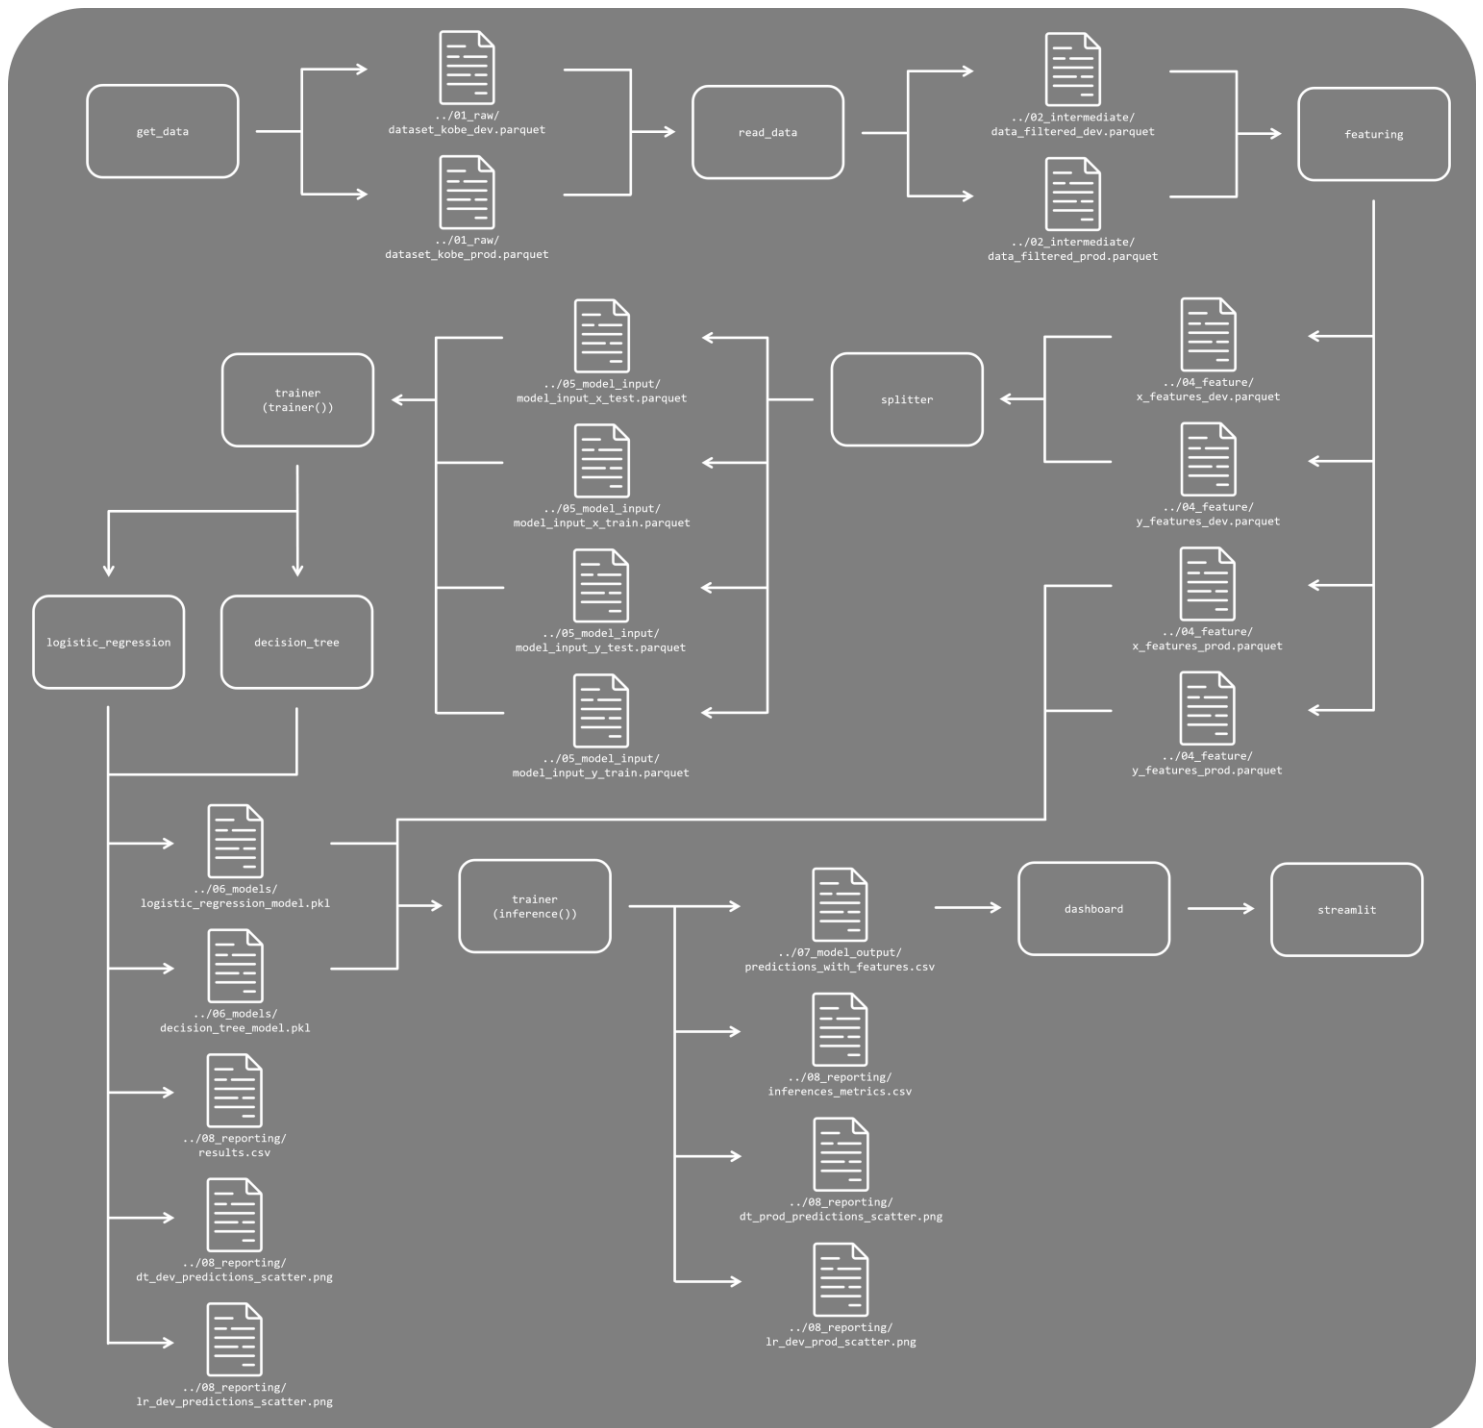 get_data
../01_raw/
dataset_kobe_dev.parquet
../01_raw/
dataset_kobe_prod.parquet
read_data
../02_intermediate/
data_filtered_dev.parquet
../02_intermediate/
data_filtered_prod.parquet
featuring
trainer
(trainer())
../05_model_input/
model_input_x_test.parquet
../05_model_input/
model_input_x_train.parquet
../05_model_input/
model_input_y_test.parquet
../05_model_input/
model_input_y_train.parquet
splitter
../04_feature/
x_features_dev.parquet
../04_feature/
y_features_dev.parquet
../04_feature/
x_features_prod.parquet
../04_feature/
y_features_prod.parquet
logistic_regression
decision_tree
../06_models/
logistic_regression_model.pkl
../06_models/
decision_tree_model.pkl
../08_reporting/
results.csv
../08_reporting/
dt_dev_predictions_scatter.png
../08_reporting/
lr_dev_predictions_scatter.png
trainer
(inference())
../07_model_output/
predictions_with_features.csv
../08_reporting/
inferences_metrics.csv
../08_reporting/
dt_prod_predictions_scatter.png
../08_reporting/
lr_dev_prod_scatter.png
dashboard
streamlit